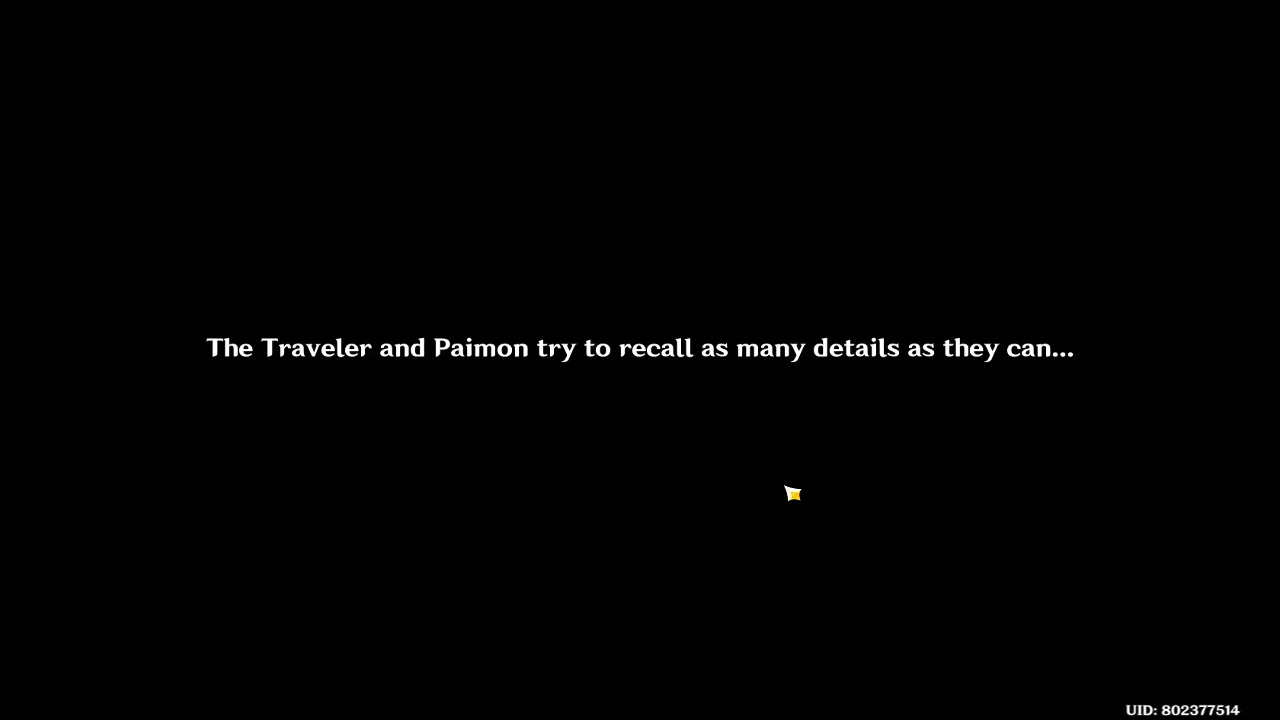 The Traveler and Paimon try to recall as many details as they can...
UID: 802377514